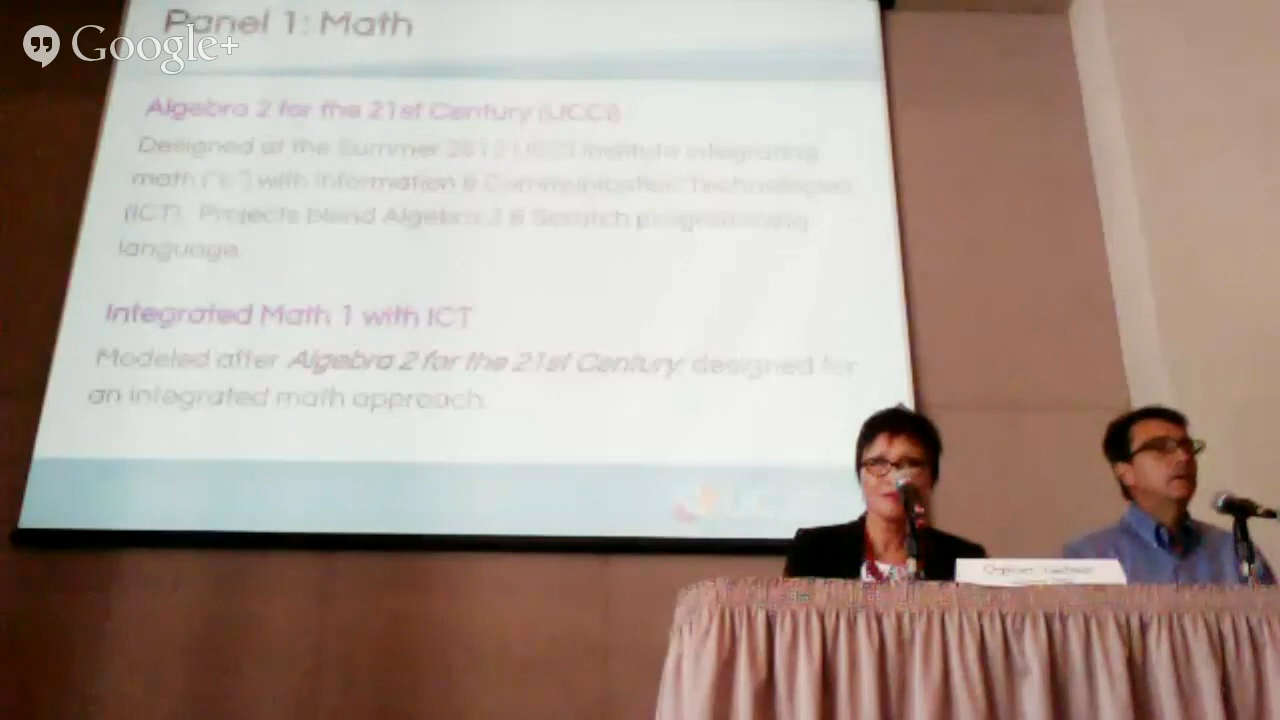 Google+
Panel 1: Math
Algebra 2 for the 21st Century (UCCI)
Designed at the Summer 2012 UCCI Institute integrating
math ("c") with Information & Communication Technologies
(ICT). Projects blend Algebra 2 & Scratch programming
language.
Integrated Math 1 with ICT
Modeled after Algebra 2 for the 21st Century, designed for
an integrated math approach.